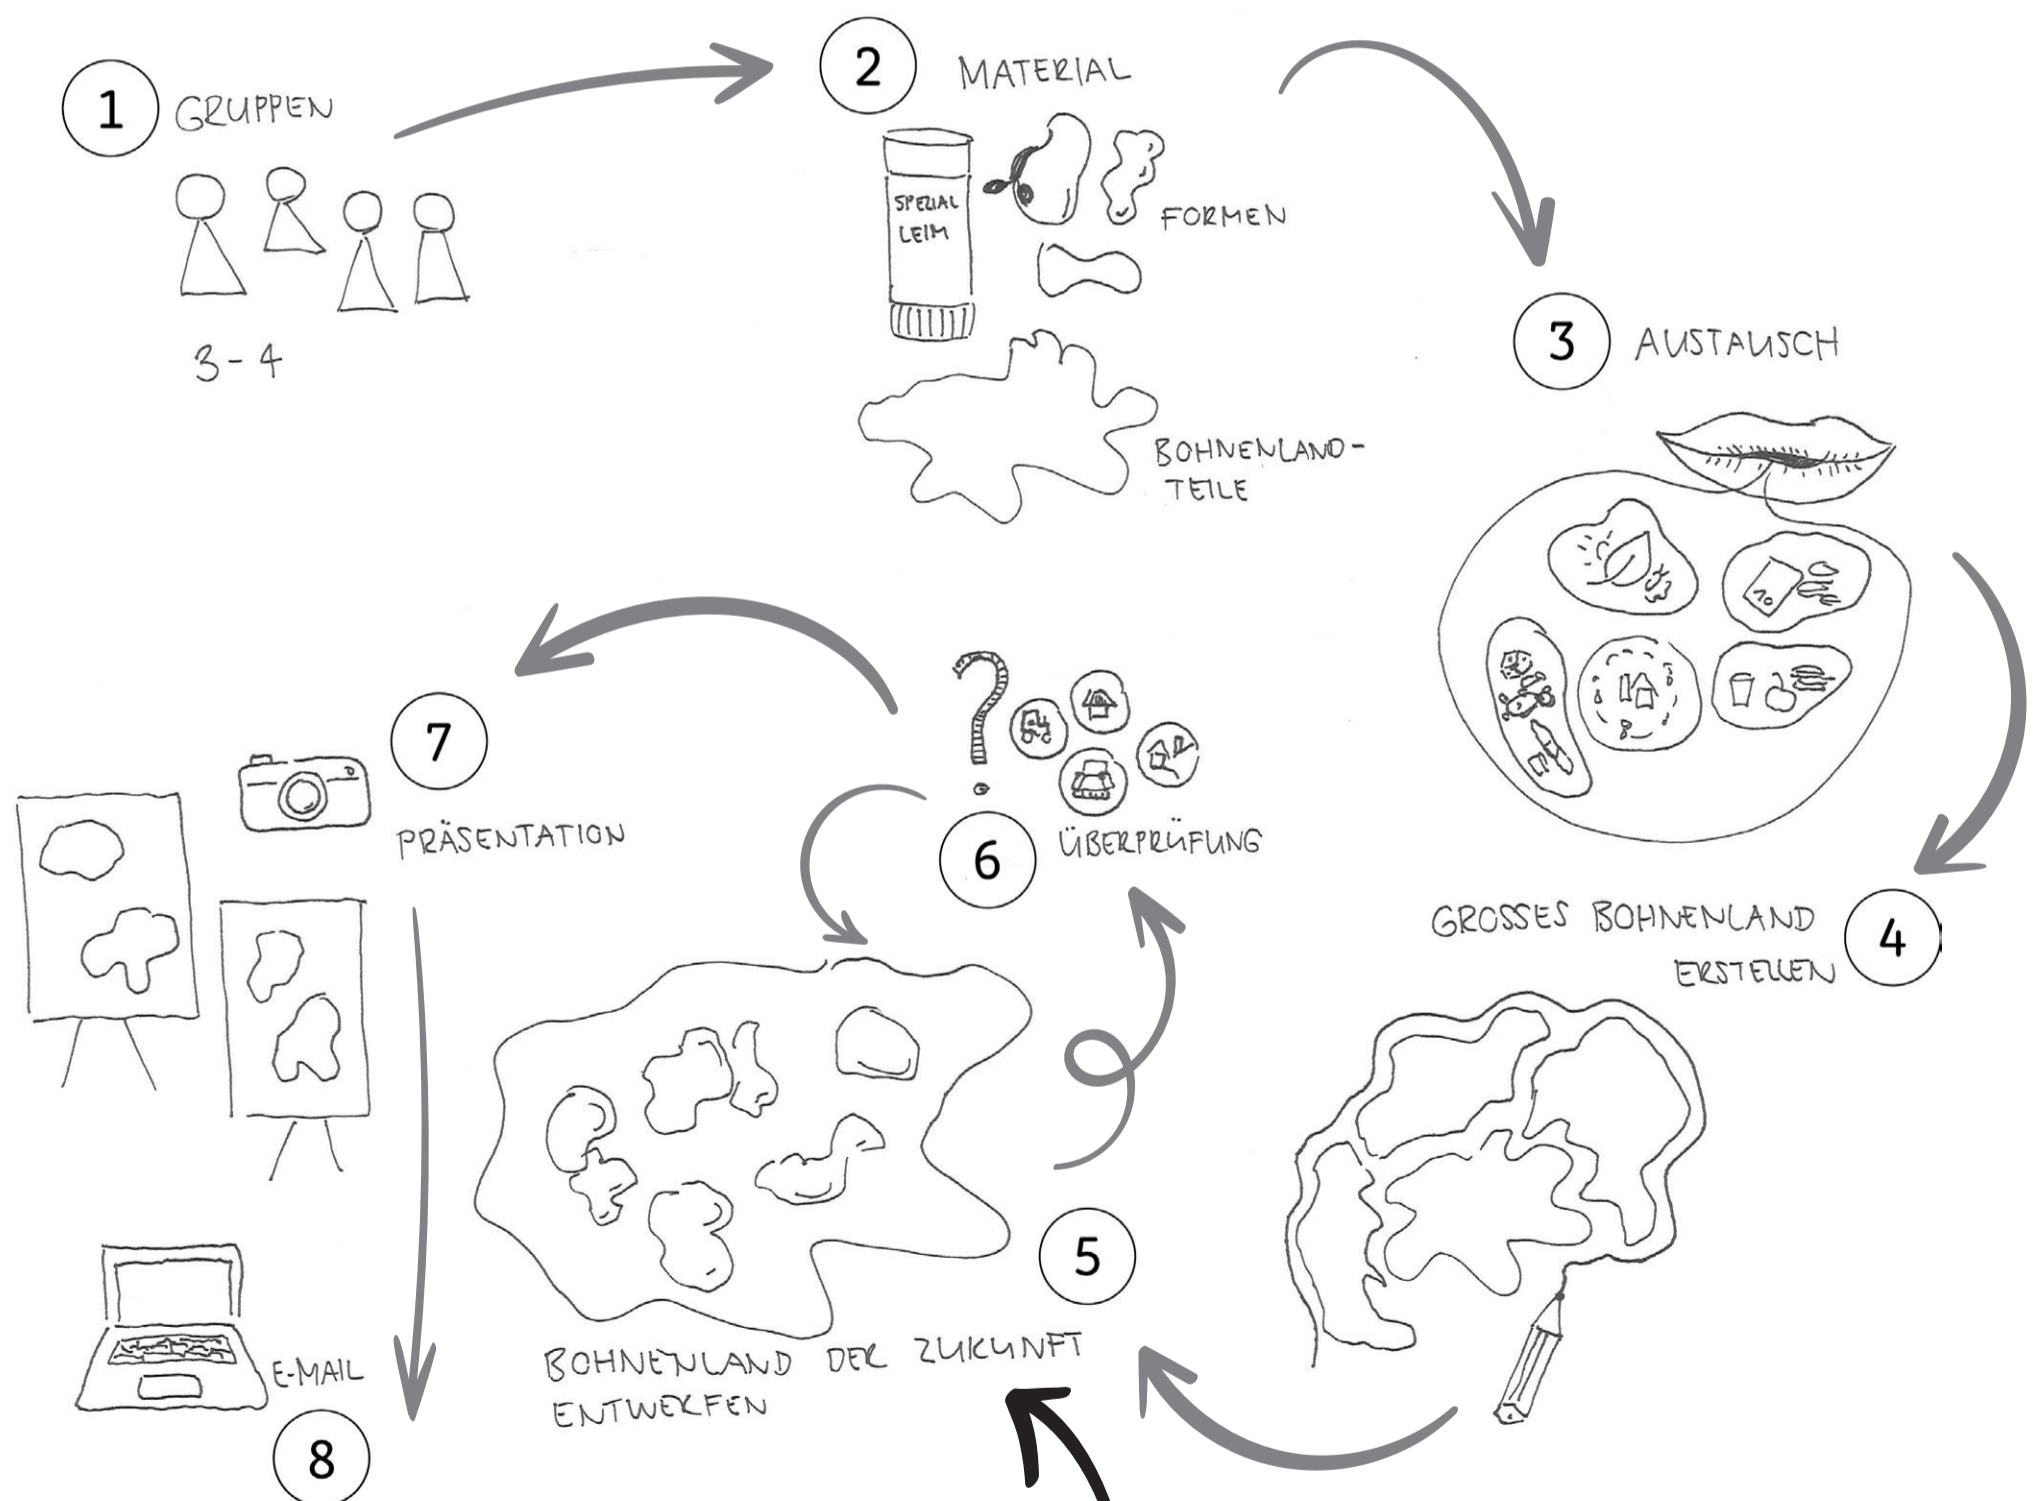 1 GRUPPEN
3-4
2 MATERIAL
SPEZIAL
LEIM
FORMEN
BOHNENLAND-
TEILE
3 AUSTAUSCH
10
GROSSES BOHNENLAND
ERSTELLEN
4
5
BOHNENLAND DER ZUKUNFT
ENTWERFEN
?
6 ÜBERPRÜFUNG
7
PRÄSENTATION
E-MAIL
8